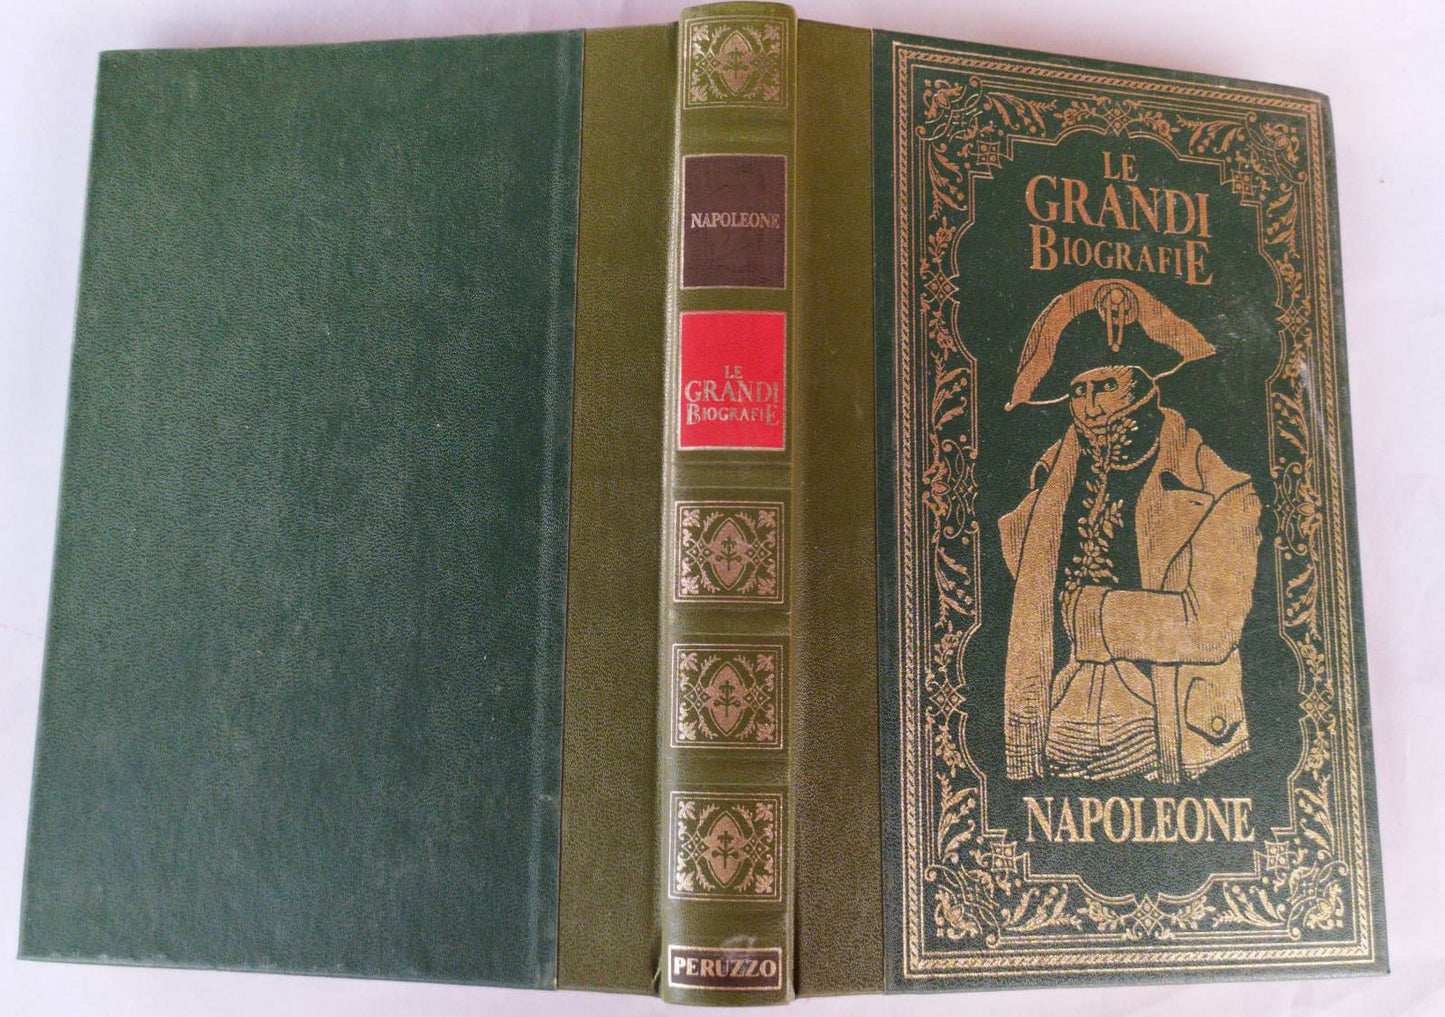 NAPOLEONE
LE
GRANDI
BIOGRAFIE
PERUZZO
LE
GRANDI
BIOGRAFIE
NAPOLEONE